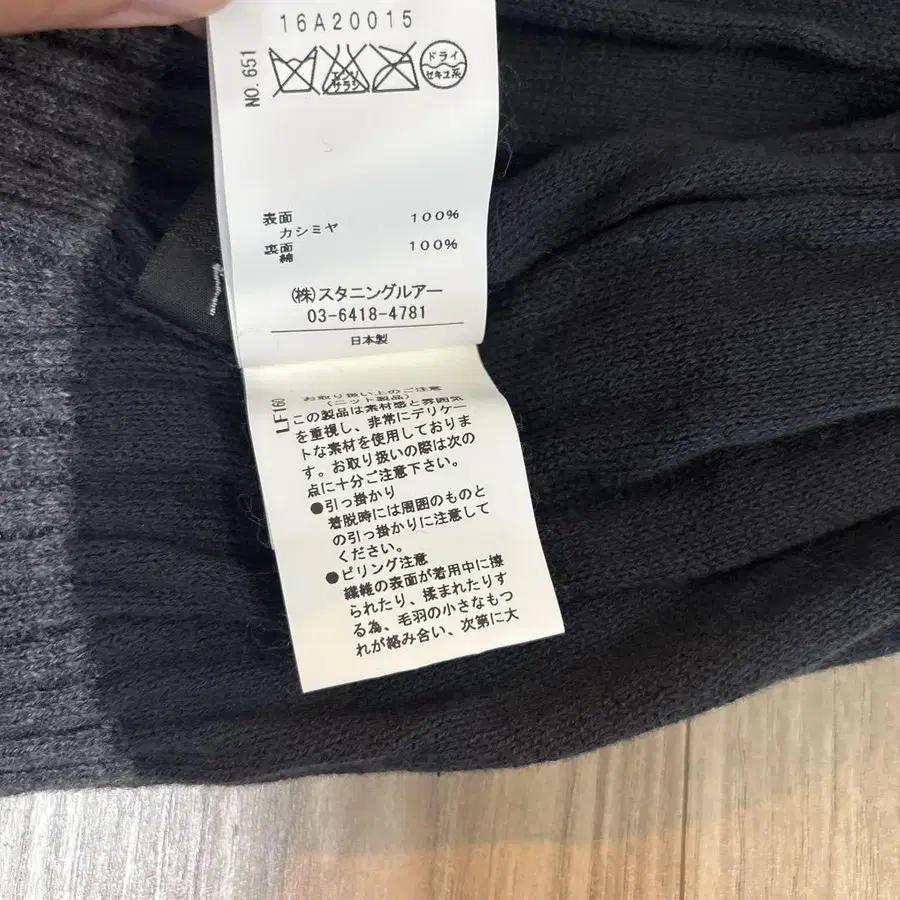 16A20015
NO.651
エンソ
サラシ
ドライ
セキユ系
表面
カシミヤ 100%
裏面 100%
綿
(株)スタニングルアー
03-6418-4781
日本製
LF160
お取り扱い上のご注意
(ニット製品)
この製品は素材感と雰囲気
を重視し、非常にデリケー
トな素材を使用しておりま
す。お取り扱いの際は次の
点に十分ご注意下さい。
●引っ掛かり
着脱時には周囲のものと
の引っ掛かりに注意して
ください。
●ピリング注意
繊維の表面が着用中に擦
られたり、揉まれたりす
る為、毛羽の小さなもつ
れが絡み合い、次第に大